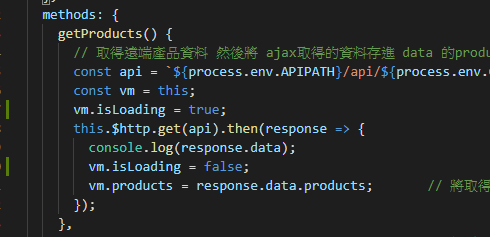 methods: {
getProducts() {
// 取得遠端產品資料 然後將 ajax取得的資料存進 data 的produ
const api = `${process.env.APIPATH}/api/${process.env.
const vm = this;
vm.isLoading = true;
this.$http.get(api).then(response => {
console.log(response.data);
vm.isLoading = false;
vm.products = response.data.products; // 將取得
});
},